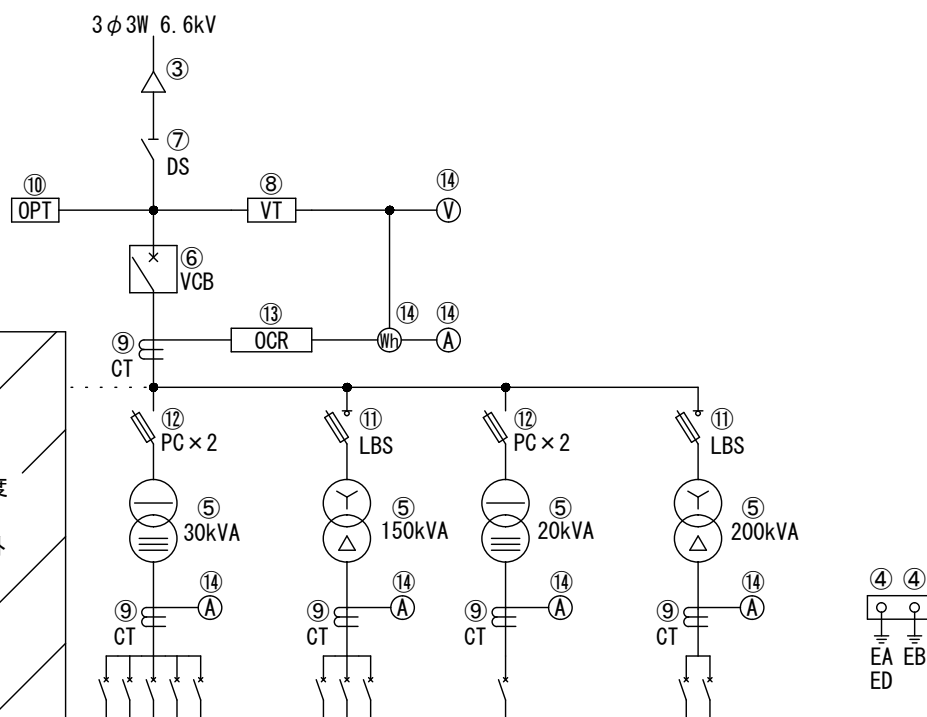 3φ3W 6.6kV
③
⑦
DS
⑩
OPT
⑧
VT
⑭
V
⑥
VCB
⑨
CT
⑬
OCR
⑭
Wh
⑭
A
⑫
PC×2
⑪
LBS
⑫
PC×2
⑪
LBS
度
⑤
30kVA
⑤
150kVA
⑤
20kVA
⑤
200kVA
⑨
CT
⑭
A
⑨
CT
⑭
A
⑨
CT
⑭
A
⑨
CT
⑭
A
④ ④
EA EB
ED